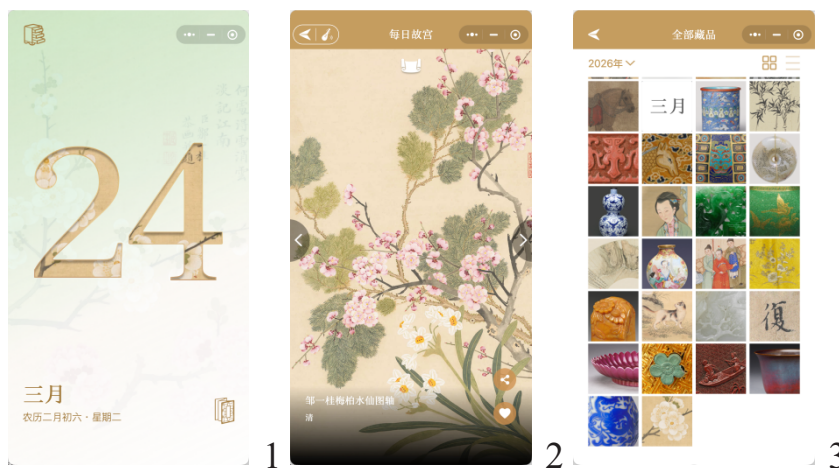 24
三月
农历二月初六·星期二
1
每日故宫
邹一桂梅柏水仙图轴
清
2
全部藏品
2026年
三月
復
3